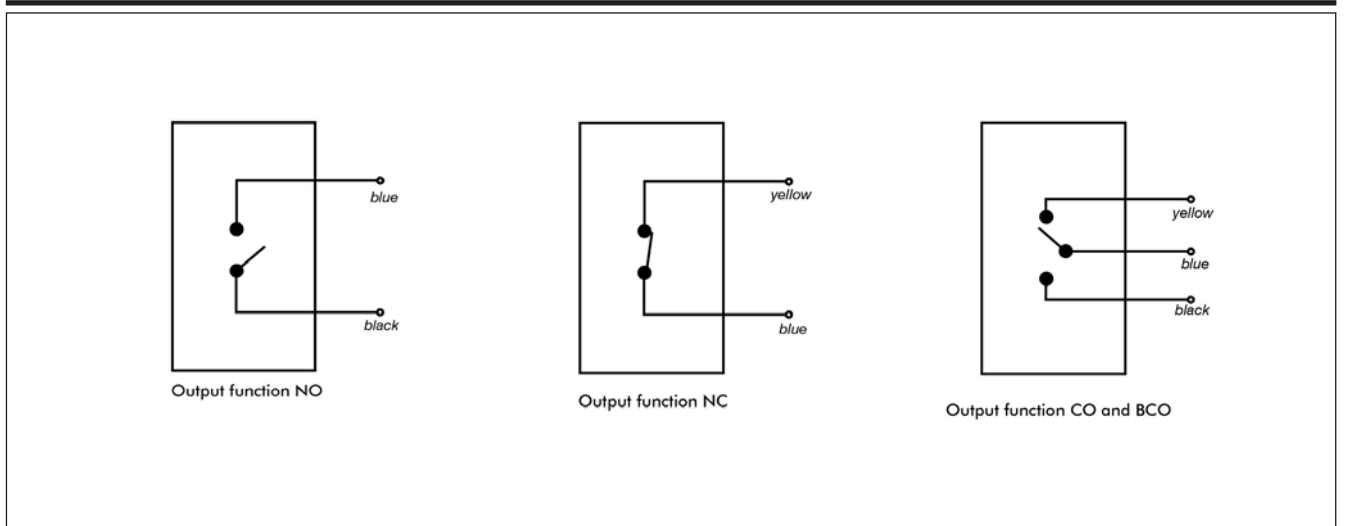 blue
black
Output function NO
yellow
blue
Output function NC
yellow
blue
black
Output function CO and BCO